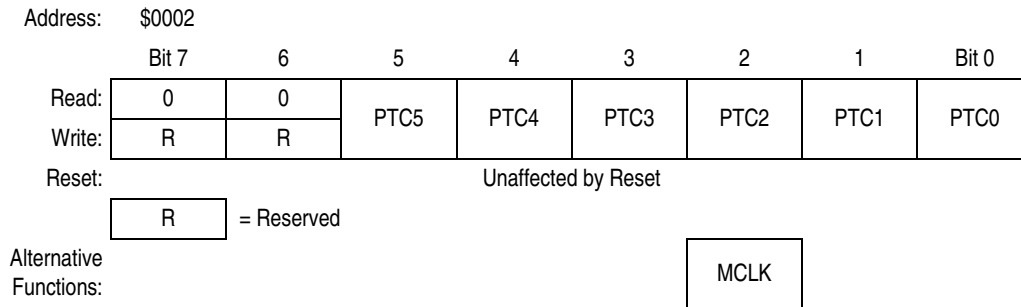 Address: $0002
Bit 7 6 5 4 3 2 1 Bit 0
Read: 0 0 PTC5 PTC4 PTC3 PTC2 PTC1 PTC0
Write: R R
Reset: Unaffected by Reset
R = Reserved
Alternative
Functions: MCLK